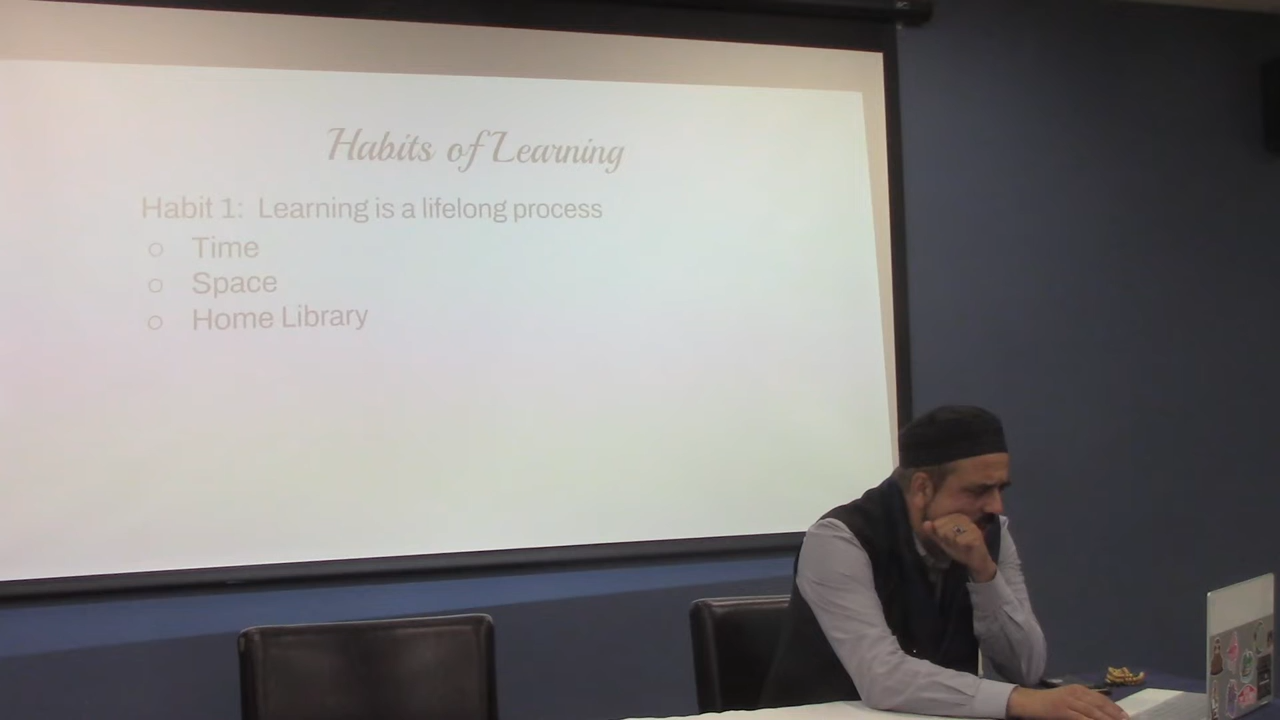 Habits of Learning
Habit 1: Learning is a lifelong process
○ Time
○ Space
○ Home Library